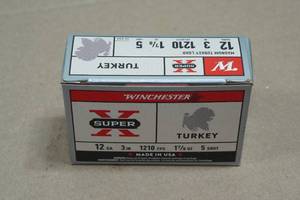 TURKEY
SUPER X
W
MAGNUM TURKEY LOAD
12 3 1210 1⅞ 5
WINCHESTER
SUPER X
TURKEY
12 GA 3 IN 1210 FPS 1⅞ OZ 5 SHOT
MADE IN USA